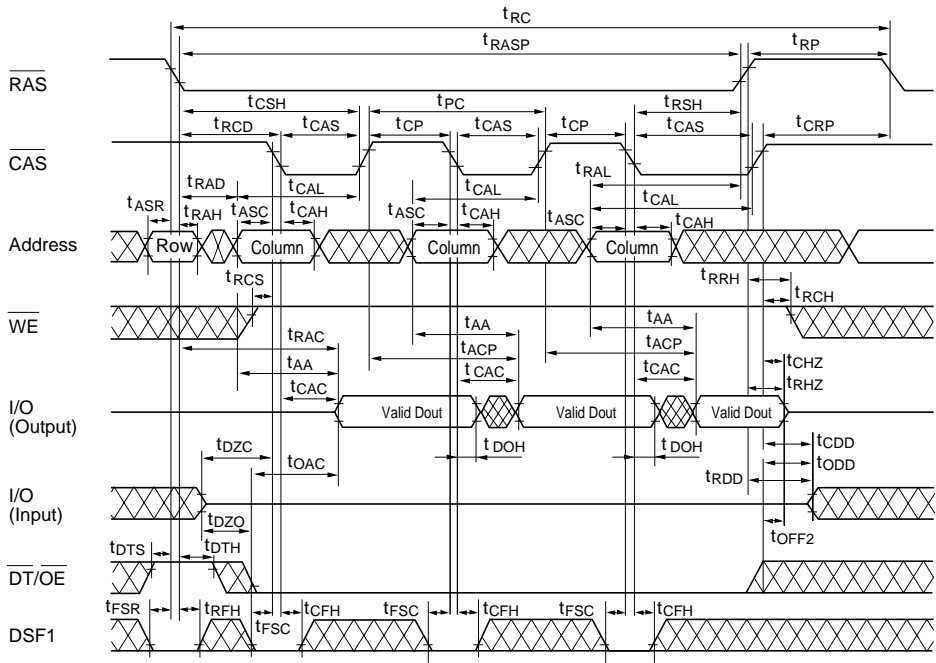 tRC
tRASP
tRP
RAS
tCSH
tPC
tRSH
tRCD
tCAS
tCP
tCAS
tCP
tCAS
tCRP
CAS
tRAD
tCAL
tCAL
tRAL
tCAL
tASR
tRAH
tASC
tCAH
tASC
tCAH
tASC
tCAH
Address
Row
Column
Column
Column
tRCS
tRRH
tRCH
WE
tRAC
tAA
tAA
tAA
tACP
tACP
tCAC
tCAC
tCAC
tCHZ
tRHZ
I/O
(Output)
Valid Dout
Valid Dout
Valid Dout
tDZC
tOAC
tDOH
tDOH
tCDD
tODD
tRDD
I/O
(Input)
tDZO
tOFF2
tDTS
tDTH
DT/OE
tFSR
tRFH
tFSC
tCFH
tFSC
tCFH
tFSC
tCFH
DSF1